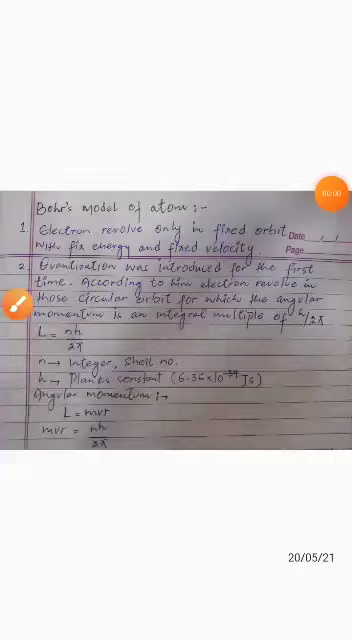 00:00
Bohr's model of atom :-
1. Electron revolve only in fixed orbit
Date / /
with fix energy and fixed velocity.
Page
2. Quantization was introduced for the first
time. According to him electron revolve in
those circular orbit for which the angular
momentum is an integral multiple of h/2π
L = nh/2π
n → Integer, Shell no.
h → Planks constant (6.36×10⁻³⁴ Js)
Angular momentum :-
L = mvr
mvr = nh/2π
20/05/21